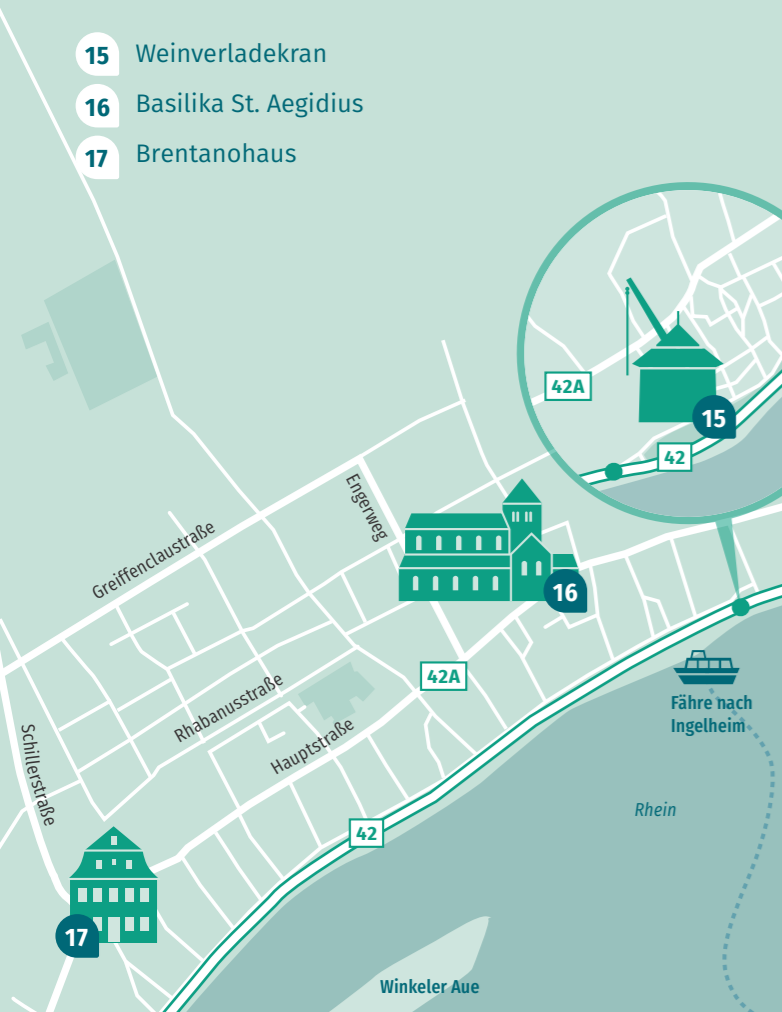 15 Weinverladekran
16 Basilika St. Aegidius
17 Brentanohaus
42A
15
42
Engerweg
Greiffenclaustraße
16
42A
Fähre nach
Ingelheim
Rhabanusstraße
Hauptstraße
Schillerstraße
Rhein
42
17
Winkeler Aue